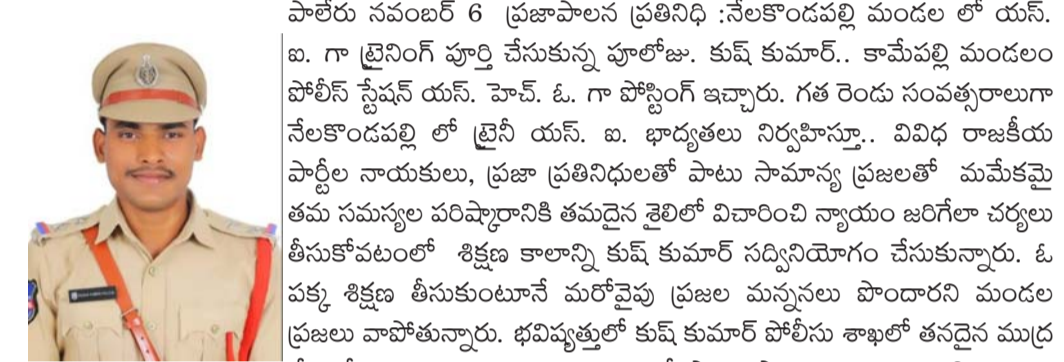 పాలేరు నవంబర్ 6 ప్రజాపాలన ప్రతినిధి :నేలకొండపల్లి మండల లో యస్.
ఐ. గా ట్రైనింగ్ పూర్తి చేసుకున్న పూలోజు. కుష్ కుమార్.. కామేపల్లి మండలం
పోలీస్ స్టేషన్ యస్. హెచ్. ఓ. గా పోస్టింగ్ ఇచ్చారు. గత రెండు సంవత్సరాలుగా
నేలకొండపల్లి లో ట్రైనీ యస్. ఐ. భాద్యతలు నిర్వహిస్తూ.. వివిధ రాజకీయ
పార్టీల నాయకులు, ప్రజా ప్రతినిధులతో పాటు సామాన్య ప్రజలతో మమేకమై
తమ సమస్యల పరిష్కారానికి తమదైన శైలిలో విచారించి న్యాయం జరిగేలా చర్యలు
తీసుకోవటంలో శిక్షణ కాలాన్ని కుష్ కుమార్ సద్వినియోగం చేసుకున్నారు. ఓ
పక్క శిక్షణ తీసుకుంటూనే మరోవైపు ప్రజల మన్ననలు పొందారని మండల
ప్రజలు వాపోతున్నారు. భవిష్యత్తులో కుష్ కుమార్ పోలీసు శాఖలో తనదైన ముద్ర